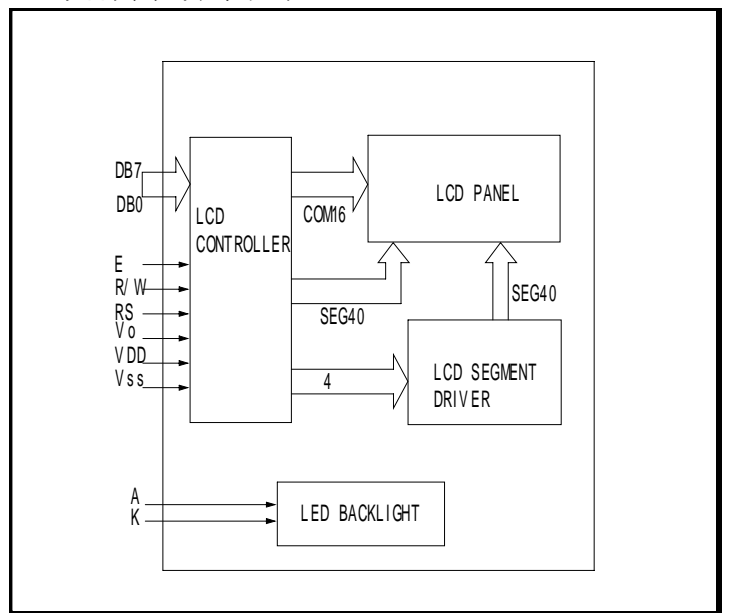 DB7
DB0
E
R/W
RS
Vo
VDD
Vss
LCD
CONTROLLER
COM16
SEG40
4
LCD PANEL
SEG40
LCD SEGMENT
DRIVER
A
K
LED BACKLIGHT